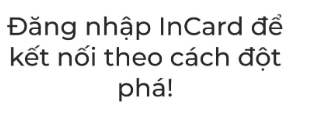 Đăng nhập InCard để
kết nối theo cách đột
phá!